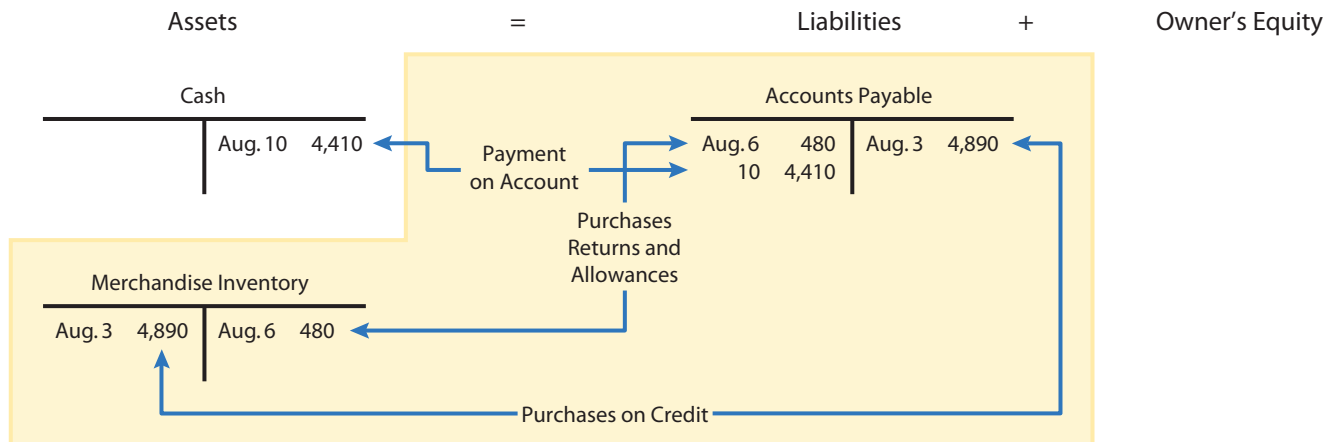 Assets = Liabilities + Owner's Equity
Cash
Aug. 10 4,410
Accounts Payable
Aug. 6 480 Aug. 3 4,890
10 4,410
Payment
on Account
Purchases
Returns and
Allowances
Merchandise Inventory
Aug. 3 4,890 Aug. 6 480
Purchases on Credit